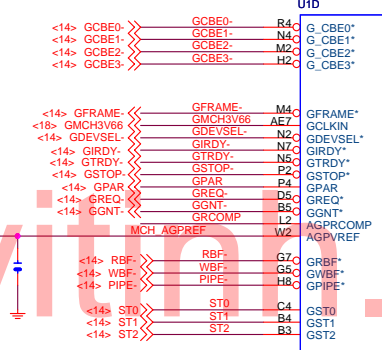 U1D
<14> GCBE0- GCBE0- R4 G_CBE0*
<14> GCBE1- GCBE1- N4 G_CBE1*
<14> GCBE2- GCBE2- M2 G_CBE2*
<14> GCBE3- GCBE3- H2 G_CBE3*
<14> GFRAME- GFRAME- M4 GFRAME*
<18> GMCH3V66 GMCH3V66 AE7 GCLKIN
<14> GDEVSEL- GDEVSEL- N2 GDEVSEL*
<14> GIRDY- GIRDY- N7 GIRDY*
<14> GTRDY- GTRDY- N5 GTRDY*
<14> GSTOP- GSTOP- P2 GSTOP*
<14> GPAR GPAR P4 GPAR
<14> GREQ- GREQ- D5 GREQ*
<14> GGNT- GGNT- B5 GGNT*
GRCOMP L2 AGPRCOMP
MCH_AGPREF W2 AGPVREF
<14> RBF- RBF- G7 GRBF*
<14> WBF- WBF- G5 GWBF*
<14> PIPE- PIPE- H8 GPIPE*
<14> ST0 ST0 C4 GST0
<14> ST1 ST1 B4 GST1
<14> ST2 ST2 B3 GST2
vitinh.